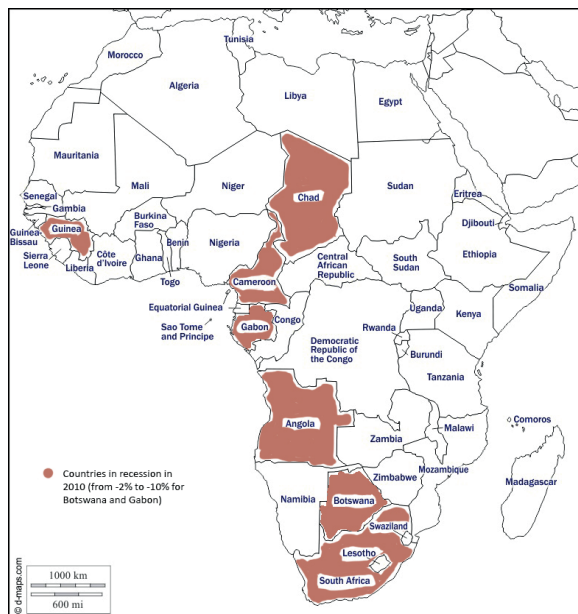 Tunisia
Morocco
Algeria
Libya
Egypt
Mauritania
Mali
Niger
Chad
Sudan
Eritrea
Senegal
Gambia
Guinea
Bissau
Guinea
Burkina
Faso
Benin
Nigeria
Djibouti
Sierra
Leone
Côte
d'Ivoire
Ghana
Liberia
Togo
Central
African
Republic
South
Sudan
Ethiopia
Cameroon
Somalia
Equatorial Guinea
Sao Tome
and Principe
Gabon
Congo
Uganda
Kenya
Rwanda
Democratic
Republic of
the Congo
Burundi
Tanzania
Angola
Comoros
Malawi
Zambia
Mozambique
Zimbabwe
Madagascar
Namibia
Botswana
Swaziland
Lesotho
South Africa
Countries in recession in
2010 (from -2% to -10% for
Botswana and Gabon)
1000 km
600 mi
© d-maps.com